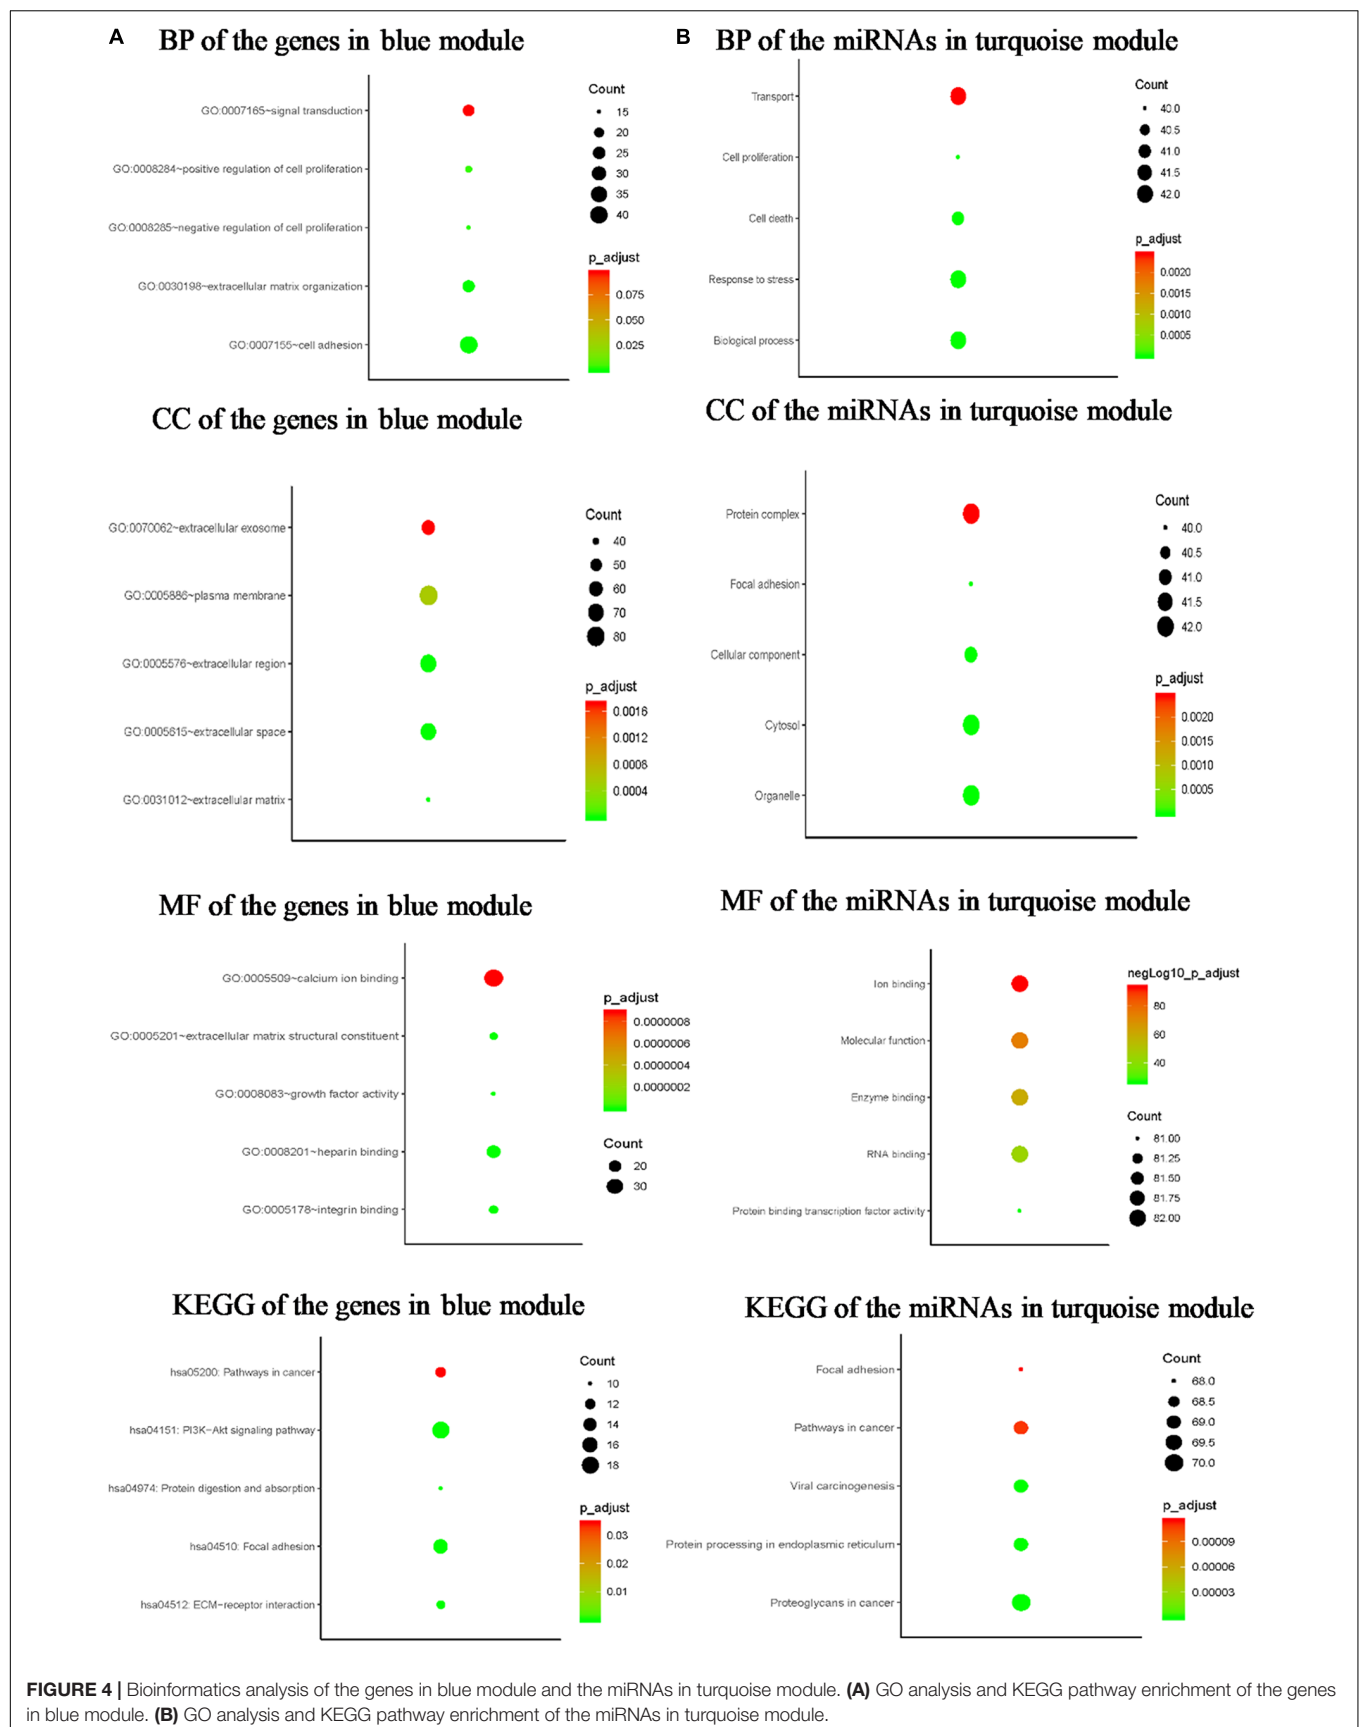 A
BP of the genes in blue module
GO:0007165~signal transduction
GO:0008284~positive regulation of cell proliferation
GO:0008285~negative regulation of cell proliferation
GO:0030198~extracellular matrix organization
GO:0007155~cell adhesion
Count
15
20
25
30
35
40
p_adjust
0.075
0.050
0.025
B
BP of the miRNAs in turquoise module
Transport
Cell proliferation
Cell death
Response to stress
Biological process
Count
40.0
40.5
41.0
41.5
42.0
p_adjust
0.0020
0.0015
0.0010
0.0005
CC of the genes in blue module
GO:0070062~extracellular exosome
GO:0005886~plasma membrane
GO:0005576~extracellular region
GO:0005615~extracellular space
GO:0031012~extracellular matrix
Count
40
50
60
70
80
p_adjust
0.0016
0.0012
0.0008
0.0004
CC of the miRNAs in turquoise module
Protein complex
Focal adhesion
Cellular component
Cytosol
Organelle
Count
40.0
40.5
41.0
41.5
42.0
p_adjust
0.0020
0.0015
0.0010
0.0005
MF of the genes in blue module
GO:0005509~calcium ion binding
GO:0005201~extracellular matrix structural constituent
GO:0008083~growth factor activity
GO:0008201~heparin binding
GO:0005178~integrin binding
p_adjust
0.0000008
0.0000006
0.0000004
0.0000002
Count
20
30
MF of the miRNAs in turquoise module
Ion binding
Molecular function
Enzyme binding
RNA binding
Protein binding transcription factor activity
negLog10_p_adjust
80
60
40
Count
81.00
81.25
81.50
81.75
82.00
KEGG of the genes in blue module
hsa05200: Pathways in cancer
hsa04151: PI3K−Akt signaling pathway
hsa04974: Protein digestion and absorption
hsa04510: Focal adhesion
hsa04512: ECM−receptor interaction
Count
10
12
14
16
18
p_adjust
0.03
0.02
0.01
KEGG of the miRNAs in turquoise module
Focal adhesion
Pathways in cancer
Viral carcinogenesis
Protein processing in endoplasmic reticulum
Proteoglycans in cancer
Count
68.0
68.5
69.0
69.5
70.0
p_adjust
0.00009
0.00006
0.00003
FIGURE 4 | Bioinformatics analysis of the genes in blue module and the miRNAs in turquoise module. (A) GO analysis and KEGG pathway enrichment of the genes
in blue module. (B) GO analysis and KEGG pathway enrichment of the miRNAs in turquoise module.